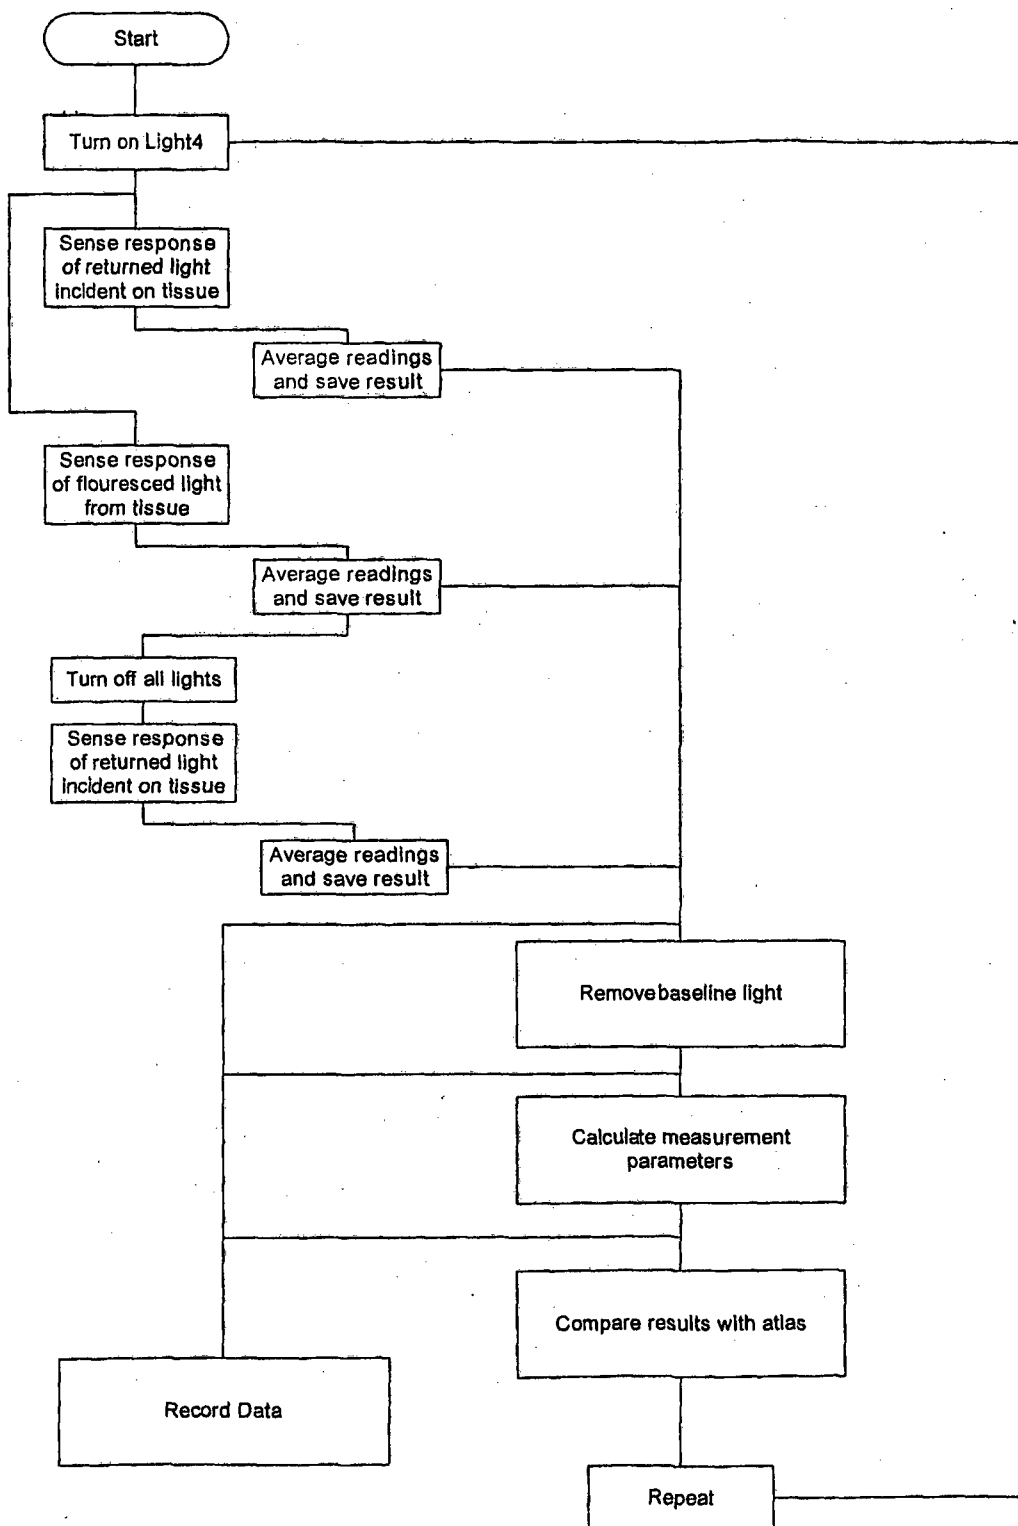 Start
Turn on Light4
Sense response
of returned light
incident on tissue
Average readings
and save result
Sense response
of flouresced light
from tissue
Average readings
and save result
Turn off all lights
Sense response
of returned light
incident on tissue
Average readings
and save result
Remove baseline light
Calculate measurement
parameters
Compare results with atlas
Record Data
Repeat